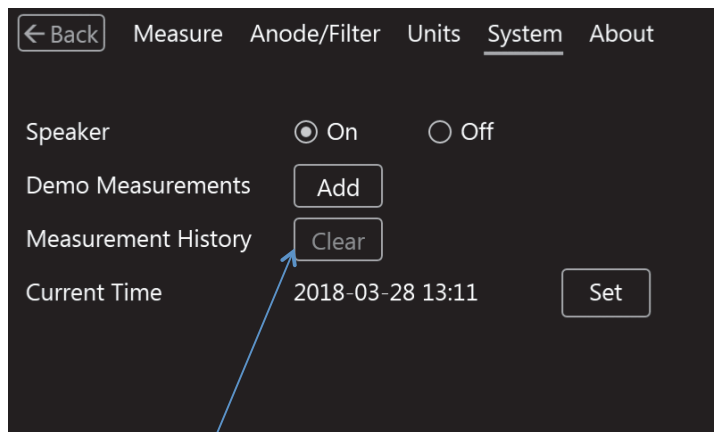 ← Back Measure Anode/Filter Units System About
Speaker On Off
Demo Measurements Add
Measurement History Clear
Current Time 2018-03-28 13:11 Set